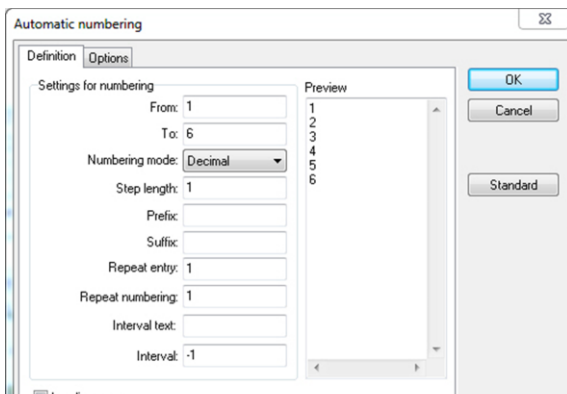 Automatic numbering
Definition
Options
Settings for numbering
From: 1
To: 6
Numbering mode: Decimal
Step length: 1
Prefix:
Suffix:
Repeat entry: 1
Repeat numbering: 1
Interval text:
Interval: -1
Preview
1
2
3
4
5
6
OK
Cancel
Standard